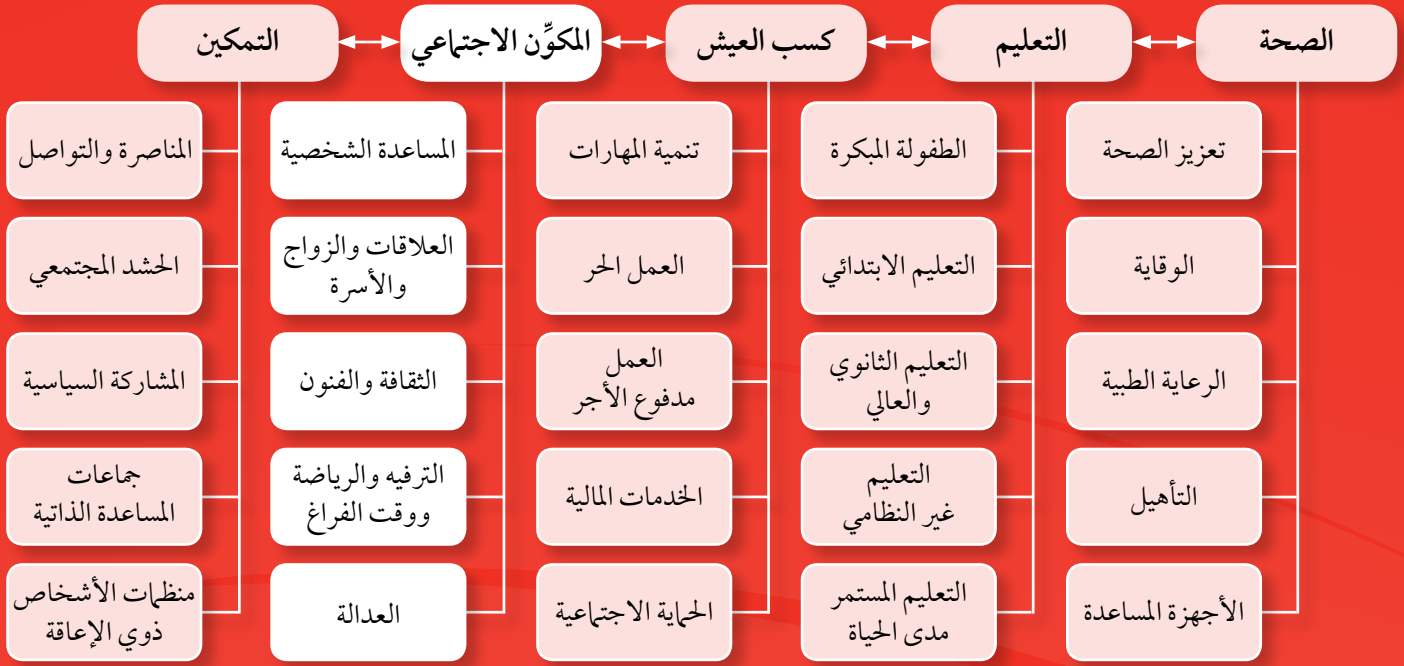 الصحة
التعليم
كسب العيش
المكوِّن الاجتماعي
التمكين
تعزيز الصحة
الوقاية
الرعاية الطبية
التأهيل
الأجهزة المساعدة
الطفولة المبكرة
التعليم الابتدائي
التعليم الثانوي
والعالي
التعليم
غير النظامي
التعليم المستمر
مدى الحياة
تنمية المهارات
العمل الحر
العمل
مدفوع الأجر
الخدمات المالية
الحماية الاجتماعية
المساعدة الشخصية
العلاقات والزواج
والأسرة
الثقافة والفنون
الترفيه والرياضة
ووقت الفراغ
العدالة
المناصرة والتواصل
الحشد المجتمعي
المشاركة السياسية
جماعات
المساعدة الذاتية
منظمات الأشخاص
ذوي الإعاقة